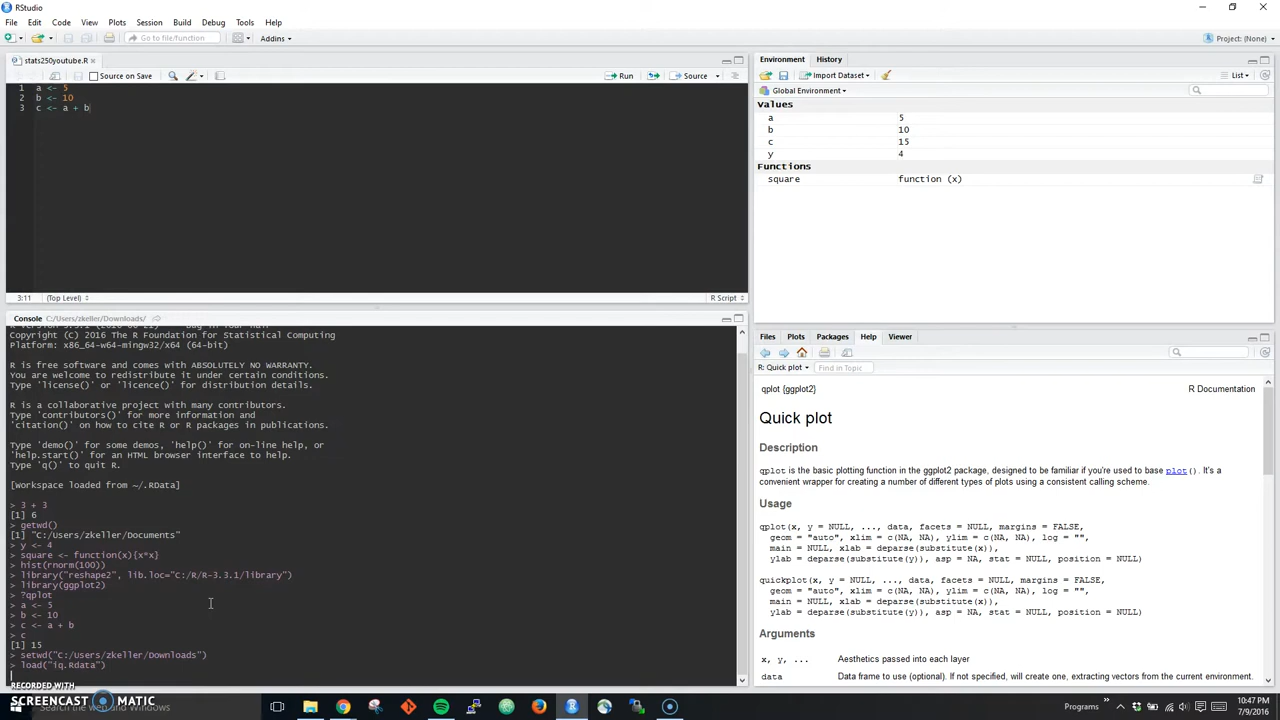 RStudio
File Edit Code View Plots Session Build Debug Tools Help
Go to file/function Addins Project: (None)
stats250youtube.R
Source on Save Run Source
1 a <- 5
2 b <- 10
3 c <- a + b
3:11 (Top Level) R Script
Console C:/Users/zkeller/Downloads/
Copyright (C) 2016 The R Foundation for Statistical Computing
Platform: x86_64-w64-mingw32/x64 (64-bit)
R is free software and comes with ABSOLUTELY NO WARRANTY.
You are welcome to redistribute it under certain conditions.
Type 'license()' or 'licence()' for distribution details.
R is a collaborative project with many contributors.
Type 'contributors()' for more information and
'citation()' on how to cite R or R packages in publications.
Type 'demo()' for some demos, 'help()' for on-line help, or
'help.start()' for an HTML browser interface to help.
Type 'q()' to quit R.
[Workspace loaded from ~/.RData]
> 3 + 3
[1] 6
> getwd()
[1] "C:/Users/zkeller/Documents"
> y <- 4
> square <- function(x){x*x}
> hist(rnorm(100))
> library("reshape2", lib.loc="C:/R/R-3.3.1/library")
> library(ggplot2)
> ?qplot
> a <- 5
> b <- 10
> c <- a + b
> c
[1] 15
> setwd("C:/Users/zkeller/Downloads")
> load("iq.Rdata")
Environment History
Import Dataset List
Global Environment
Values
a 5
b 10
c 15
y 4
Functions
square function (x)
Files Plots Packages Help Viewer
R: Quick plot Find in Topic
qplot {ggplot2} R Documentation
Quick plot
Description
qplot is the basic plotting function in the ggplot2 package, designed to be familiar if you're used to base plot(). It's a
convenient wrapper for creating a number of different types of plots using a consistent calling scheme.
Usage
qplot(x, y = NULL, ..., data, facets = NULL, margins = FALSE,
geom = "auto", xlim = c(NA, NA), ylim = c(NA, NA), log = "",
main = NULL, xlab = deparse(substitute(x)),
ylab = deparse(substitute(y)), asp = NA, stat = NULL, position = NULL)
quickplot(x, y = NULL, ..., data, facets = NULL, margins = FALSE,
geom = "auto", xlim = c(NA, NA), ylim = c(NA, NA), log = "",
main = NULL, xlab = deparse(substitute(x)),
ylab = deparse(substitute(y)), asp = NA, stat = NULL, position = NULL)
Arguments
x, y, ... Aesthetics passed into each layer
data Data frame to use (optional). If not specified, will create one, extracting vectors from the current environment.
RECORDED WITH
SCREENCAST MATIC
Search the web and Windows
Programs
10:47 PM
7/9/2016